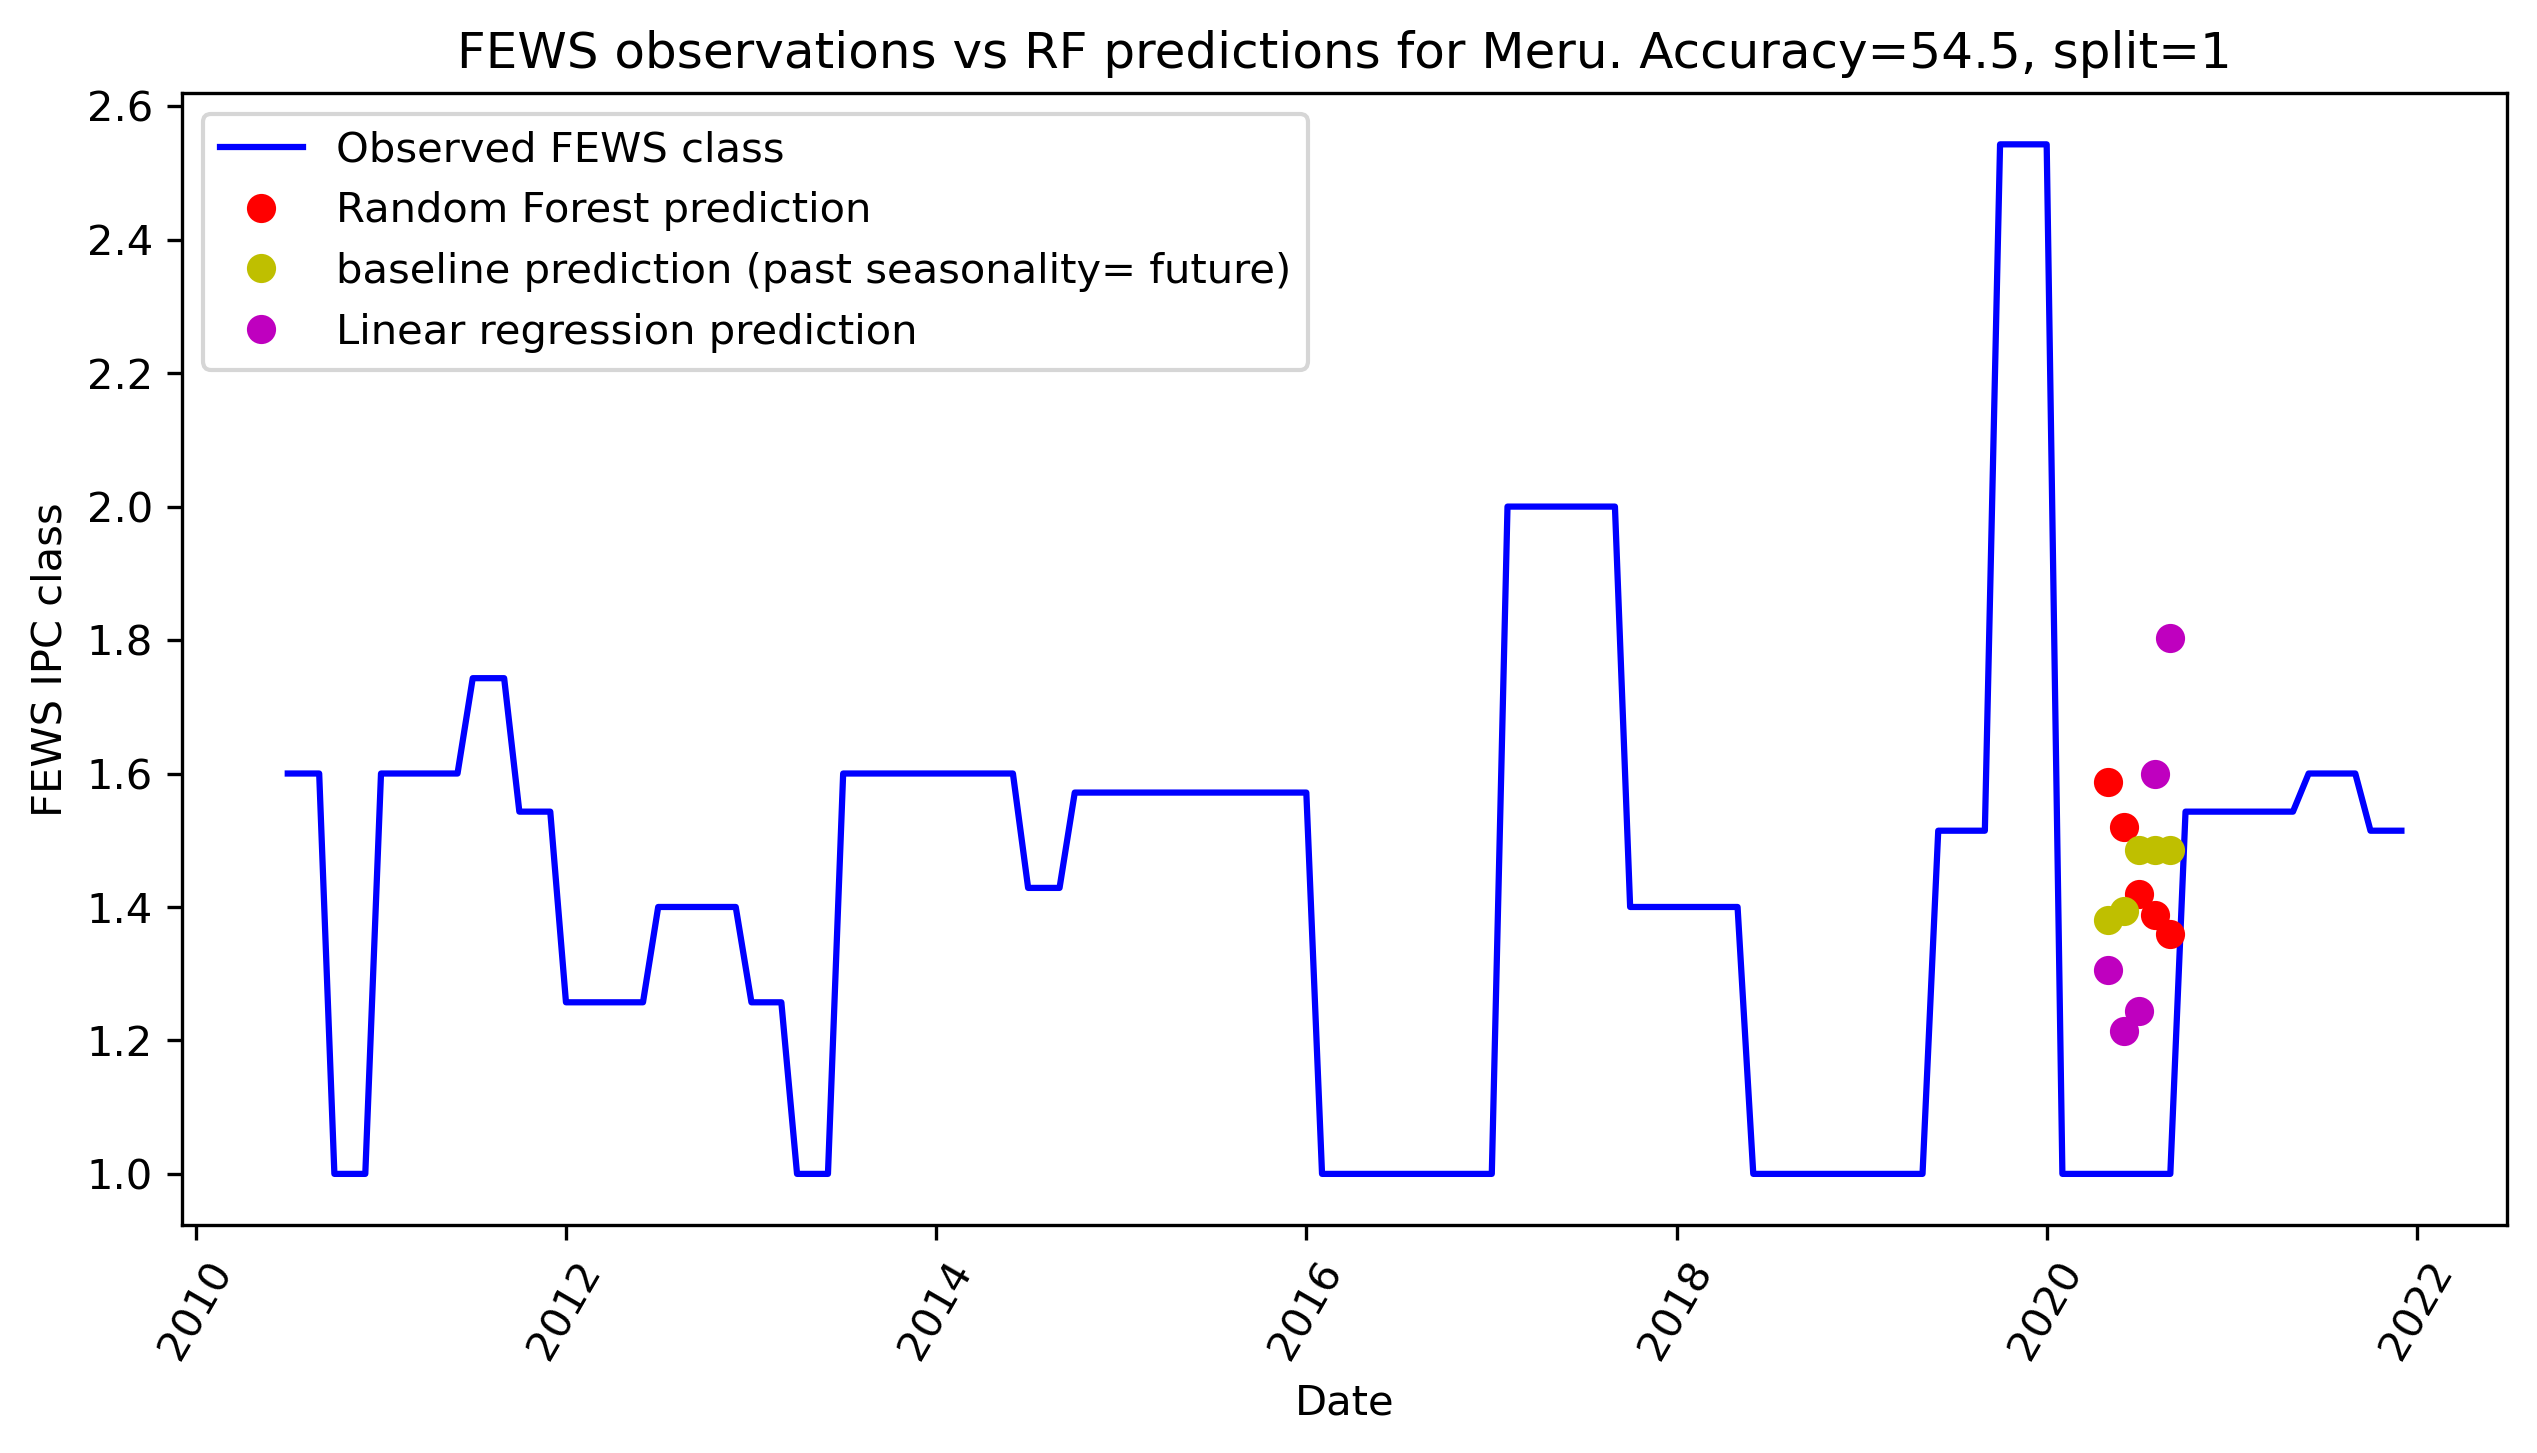 FEWS observations vs RF predictions for Meru. Accuracy=54.5, split=1
Observed FEWS class
Random Forest prediction
baseline prediction (past seasonality= future)
Linear regression prediction
FEWS IPC class
2.6
2.4
2.2
2.0
1.8
1.6
1.4
1.2
1.0
2010
2012
2014
2016
2018
2020
2022
Date